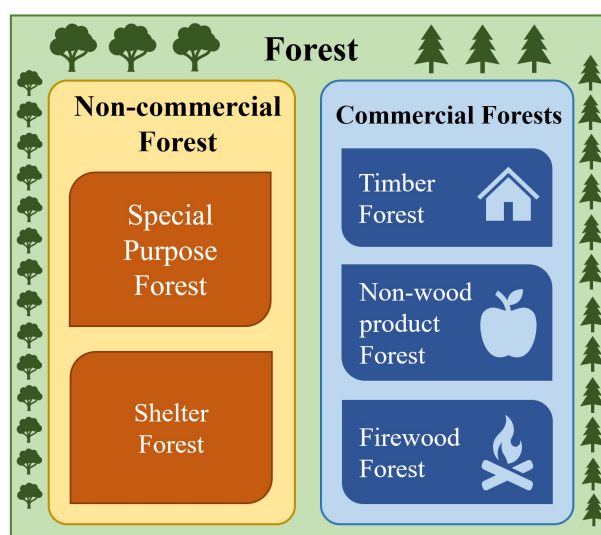 Forest
Non-commercial
Forest
Special
Purpose
Forest
Shelter
Forest
Commercial Forests
Timber
Forest
Non-wood
product
Forest
Firewood
Forest